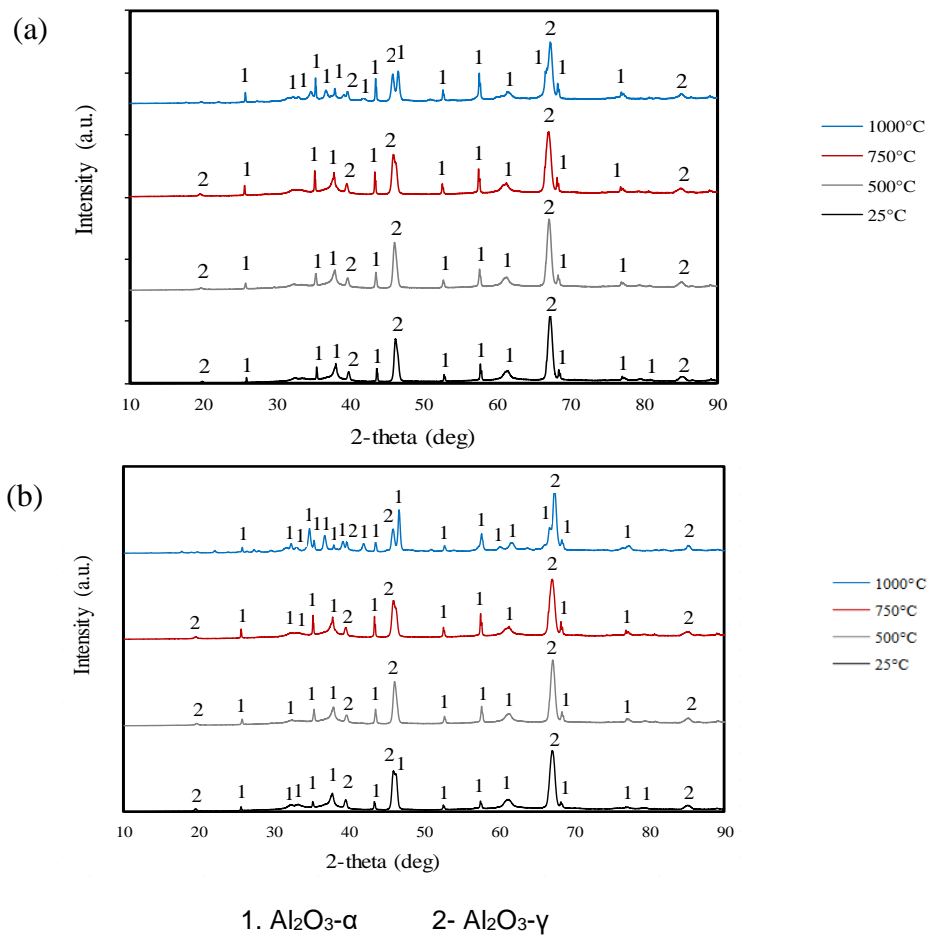 (a)
2 2 1 1 2 1
1 1 1 1 1 1 1 2 1 1 1 1 1 1 2
2 1 1 1 2 1 2 1 1 1 2 1 1 2
2 1 1 1 2 1 2 1 1 1 2 1 1 2
2 1 1 1 2 1 2 1 1 1 2 1 1 1 2
Intensity (a.u.)
10 20 30 40 50 60 70 80 90
2-theta (deg)
1000°C
750°C
500°C
25°C
(b)
1 1 1 1 1 1 1 1 2 1 1 2 1 1 1 1 1 1 2 1 1 2
2 1 1 1 1 1 2 1 2 1 1 1 2 1 1 2
2 1 1 1 1 2 1 2 1 1 1 2 1 1 2
2 1 1 1 1 1 2 1 2 1 1 1 1 2 1 1 1 2
Intensity (a.u.)
10 20 30 40 50 60 70 80 90
2-theta (deg)
1000°C
750°C
500°C
25°C
1. Al₂O₃-α 2- Al₂O₃-γ